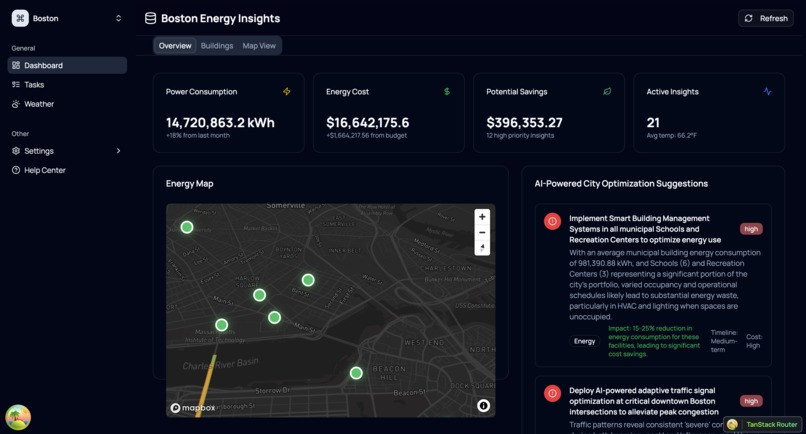 Boston
General
Dashboard
Tasks
Weather
Other
Settings
Help Center
Boston Energy Insights
Refresh
Overview
Buildings
Map View
Power Consumption
14,720,863.2 kWh
+18% from last month
Energy Cost
$16,642,175.6
+$1,664,217.56 from budget
Potential Savings
$396,353.27
12 high priority insights
Active Insights
21
Avg temp: 66.2°F
Energy Map
Somerville
CHARLESTOWN
Main St
Charles River Basin
WEST END
NORTH
BEACON
HILL
DOCK SQUARE
Storrow Dr
Beacon St
mapbox
AI-Powered City Optimization Suggestions
Implement Smart Building Management
Systems in all municipal Schools and
Recreation Centers to optimize energy use
high
With an average municipal building energy consumption
of 981,390.88 kWh, and Schools (6) and Recreation
Centers (3) representing a significant portion of the
city's portfolio, varied occupancy and operational
schedules likely lead to substantial energy waste,
particularly in HVAC and lighting when spaces are
unoccupied.
Energy
Impact: 15-25% reduction in
energy consumption for these
facilities, leading to significant
cost savings.
Timeline:
Medium-
term
Cost:
High
Deploy AI-powered adaptive traffic signal
optimization at critical downtown Boston
intersections to alleviate peak congestion
high
Traffic patterns reveal consistent 'severe'
TanStack Router